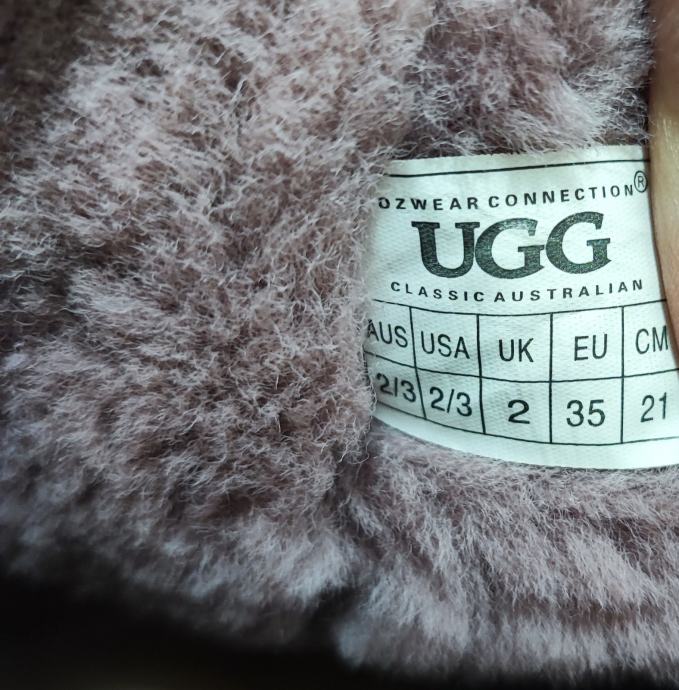 OZWEAR CONNECTION®
UGG
CLASSIC AUSTRALIAN
AUS USA UK EU CM
2/3 2/3 2 35 21